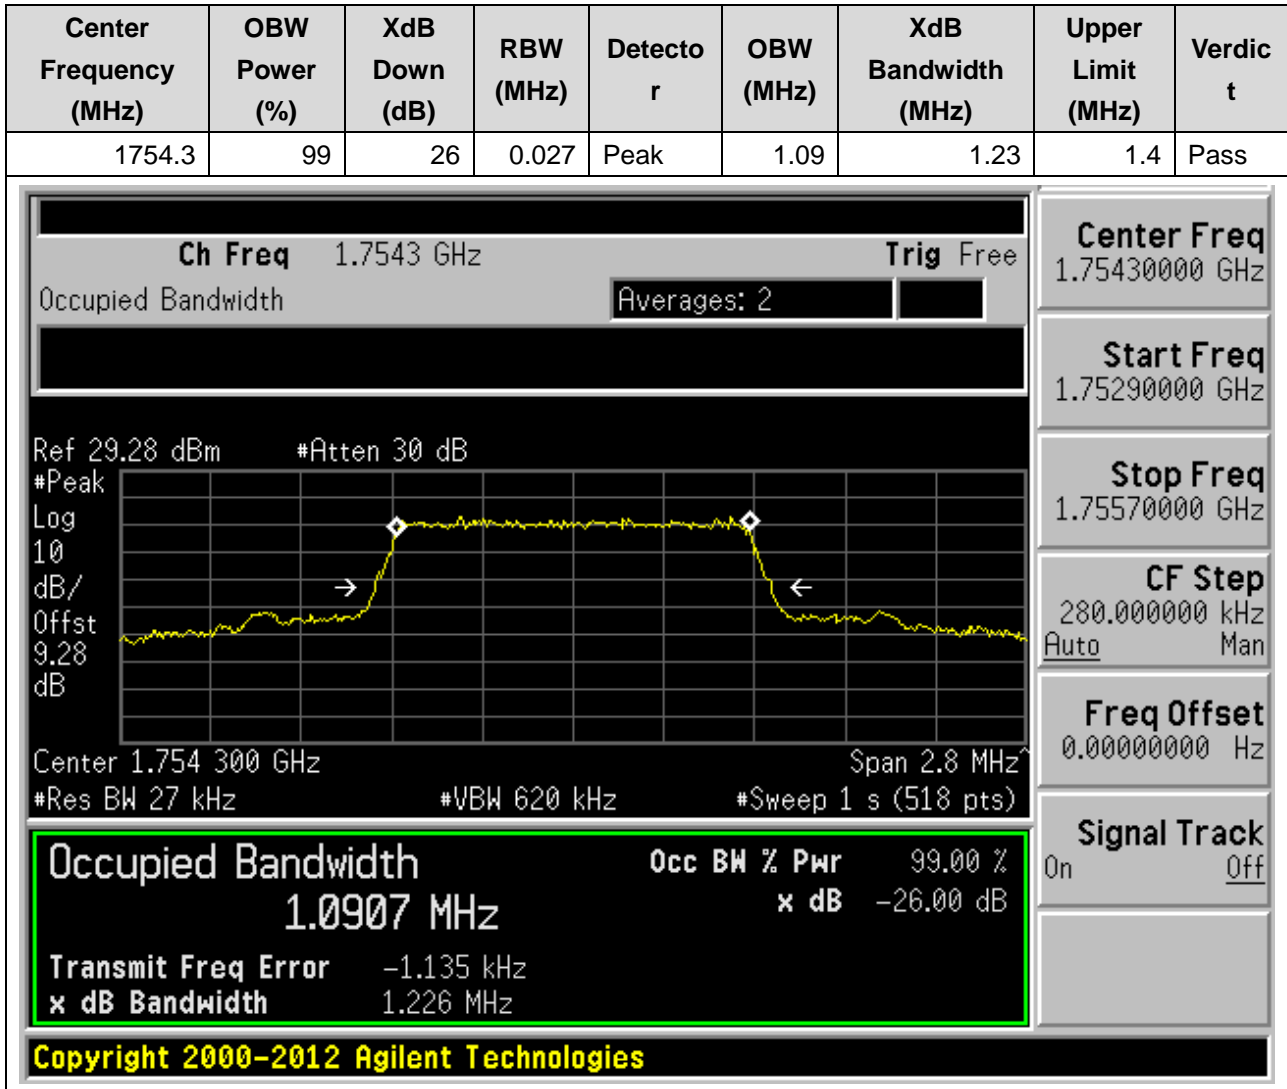 Center Frequency (MHz) OBW Power (%) XdB Down (dB) RBW (MHz) Detecto r OBW (MHz) XdB Bandwidth (MHz) Upper Limit (MHz) Verdic t
1754.3 99 26 0.027 Peak 1.09 1.23 1.4 Pass
Ch Freq 1.7543 GHz Trig Free
Occupied Bandwidth Averages: 2
Ref 29.28 dBm #Atten 30 dB
#Peak
Log
10
dB/
Offst
9.28
dB
Center 1.754 300 GHz Span 2.8 MHz^
#Res BW 27 kHz #VBW 620 kHz #Sweep 1 s (518 pts)
Occupied Bandwidth Occ BW % Pwr 99.00 %
1.0907 MHz x dB -26.00 dB
Transmit Freq Error -1.135 kHz
x dB Bandwidth 1.226 MHz
Copyright 2000-2012 Agilent Technologies
Center Freq
1.75430000 GHz
Start Freq
1.75290000 GHz
Stop Freq
1.75570000 GHz
CF Step
280.000000 kHz
Auto Man
Freq Offset
0.00000000 Hz
Signal Track
On Off